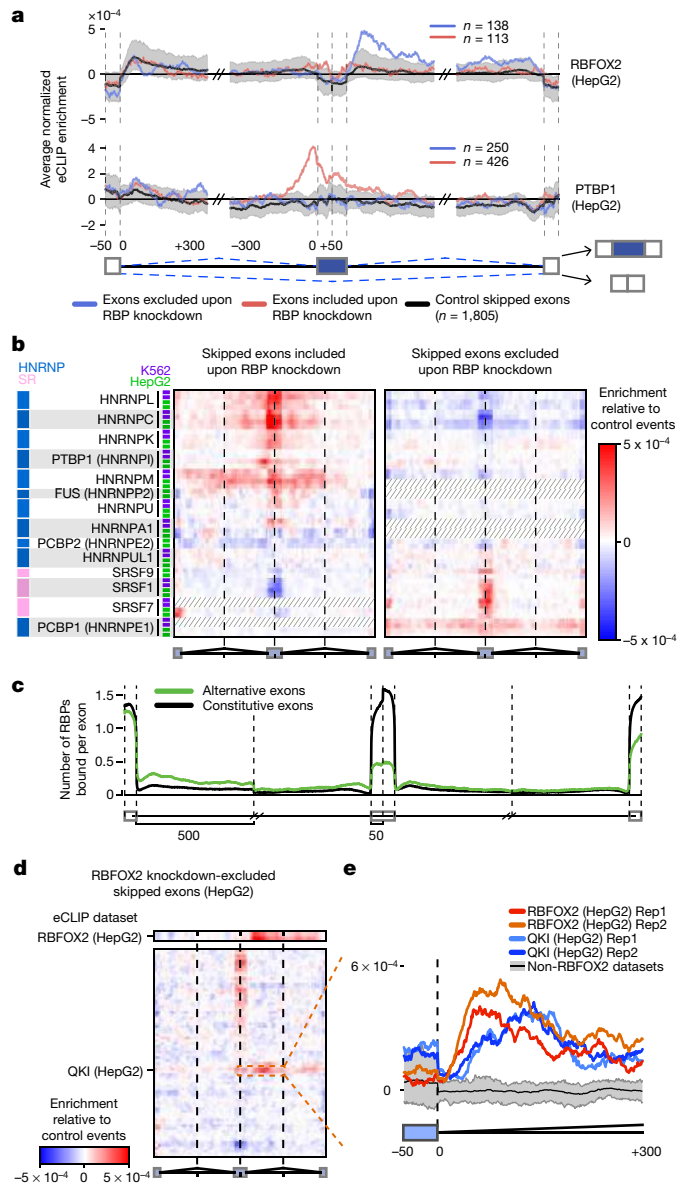 a
×10⁻⁴
5
0
−5
n = 138
n = 113
RBFOX2
(HepG2)
Average normalized
eCLIP enrichment
4
2
0
−2
n = 250
n = 426
PTBP1
(HepG2)
−50 0 +300 −300 0 +50
Exons excluded upon
RBP knockdown
Exons included upon
RBP knockdown
Control skipped exons
(n = 1,805)
b
HNRNP
SR
K562
HepG2
Skipped exons included
upon RBP knockdown
Skipped exons excluded
upon RBP knockdown
HNRNPL
HNRNPC
HNRNPK
PTBP1 (HNRNPI)
HNRNPM
FUS (HNRNPP2)
HNRNPU
HNRNPA1
PCBP2 (HNRNPE2)
HNRNPUL1
SRSF9
SRSF1
SRSF7
PCBP1 (HNRNPE1)
Enrichment
relative to
control events
5 × 10⁻⁴
0
−5 × 10⁻⁴
c
Alternative exons
Constitutive exons
Number of RBPs
bound per exon
1.5
1.0
0.5
0
500
50
d
RBFOX2 knockdown-excluded
skipped exons (HepG2)
eCLIP dataset
RBFOX2 (HepG2)
QKI (HepG2)
Enrichment
relative to
control events
−5 × 10⁻⁴ 0 5 × 10⁻⁴
e
RBFOX2 (HepG2) Rep1
RBFOX2 (HepG2) Rep2
QKI (HepG2) Rep1
QKI (HepG2) Rep2
Non-RBFOX2 datasets
6 × 10⁻⁴
0
−50 0 +300